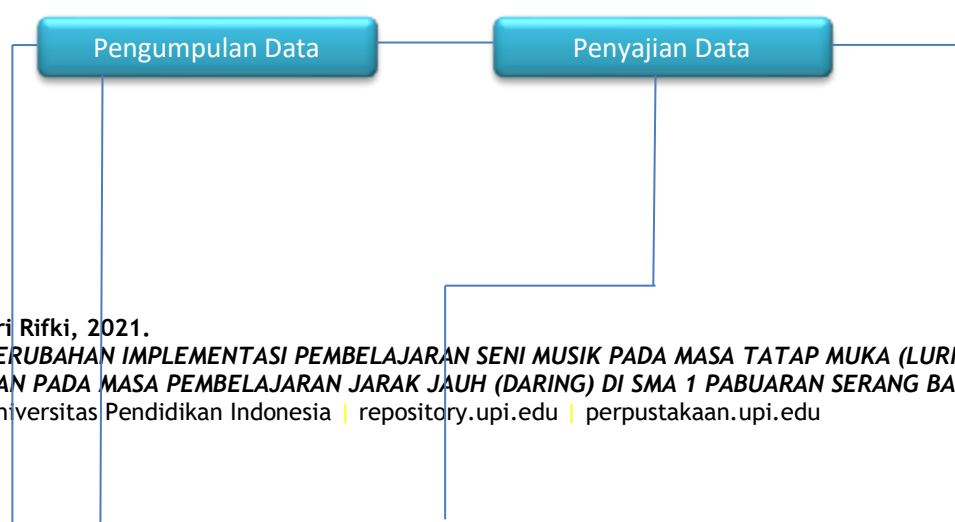 Pengumpulan Data
Penyajian Data
ri Rifki, 2021.
ERUBAHAN IMPLEMENTASI PEMBELAJARAN SENI MUSIK PADA MASA TATAP MUKA (LURI
AN PADA MASA PEMBELAJARAN JARAK JAUH (DARING) DI SMA 1 PABUARAN SERANG BA
niversitas Pendidikan Indonesia | repository.upi.edu | perpustakaan.upi.edu